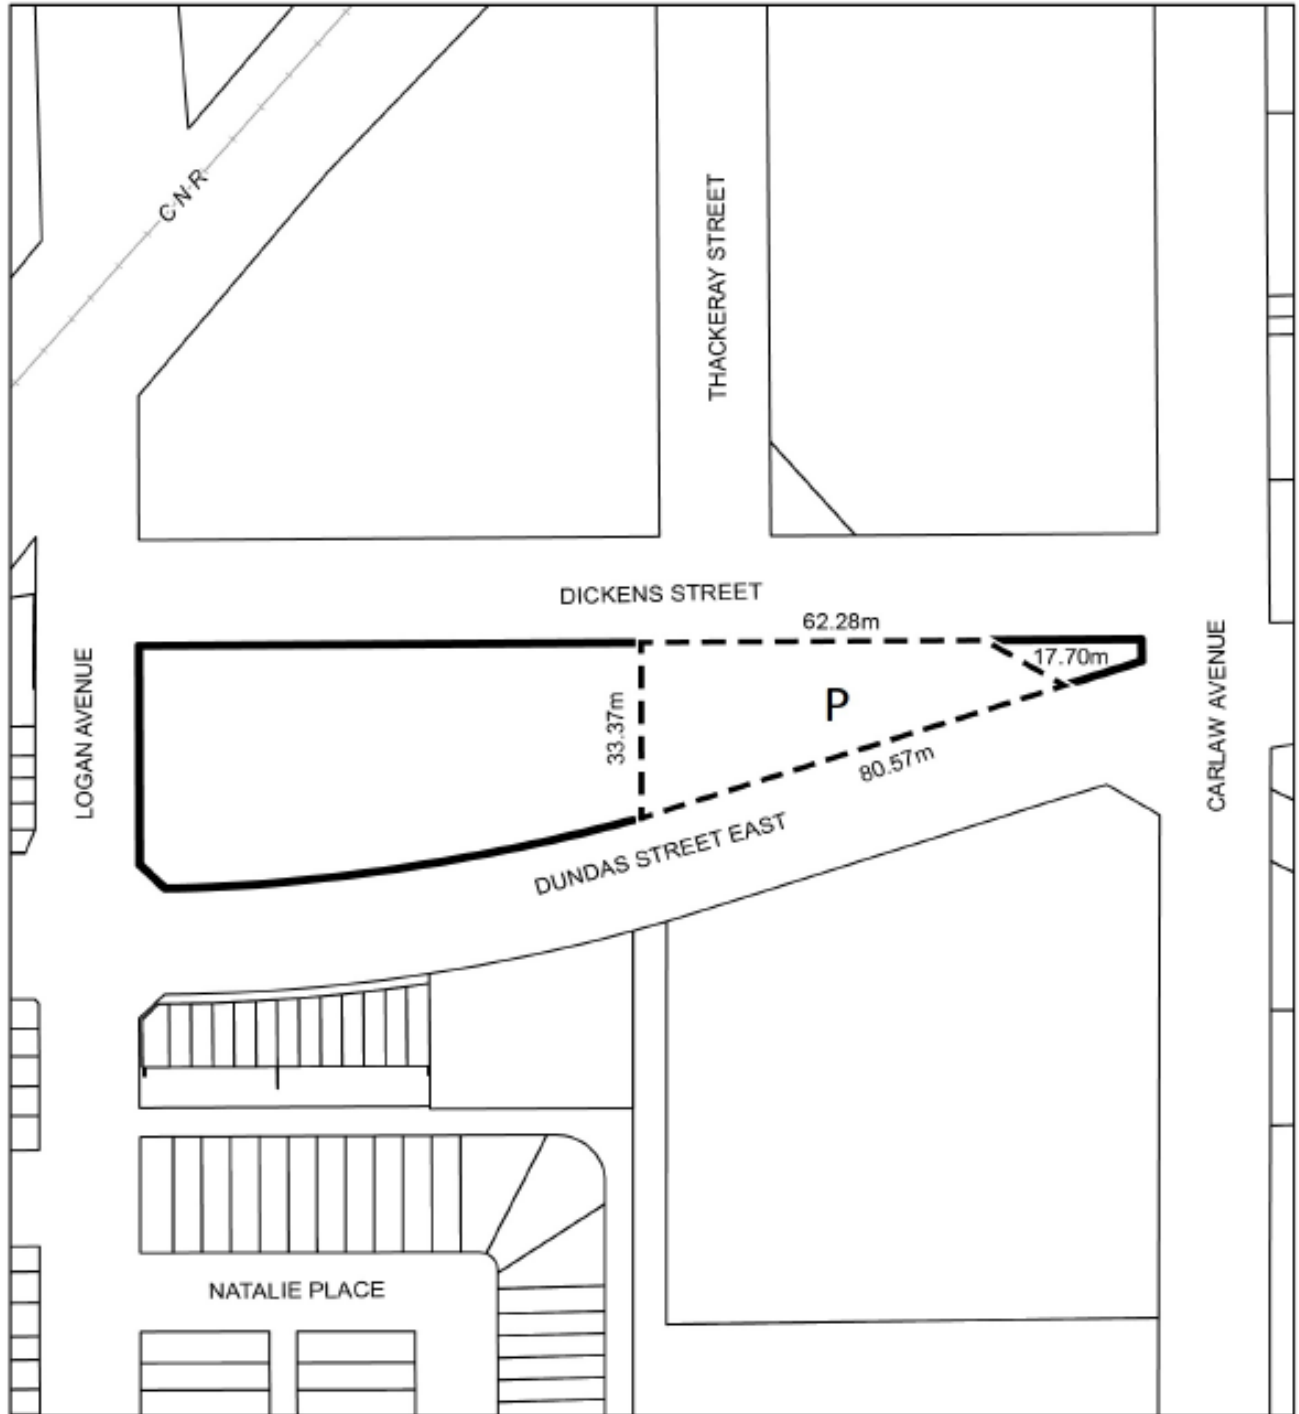 C-N-R
THACKERAY STREET
DICKENS STREET
62.28m
17.70m
LOGAN AVENUE
33.37m
P
80.57m
CARLAW AVENUE
DUNDAS STREET EAST
NATALIE PLACE